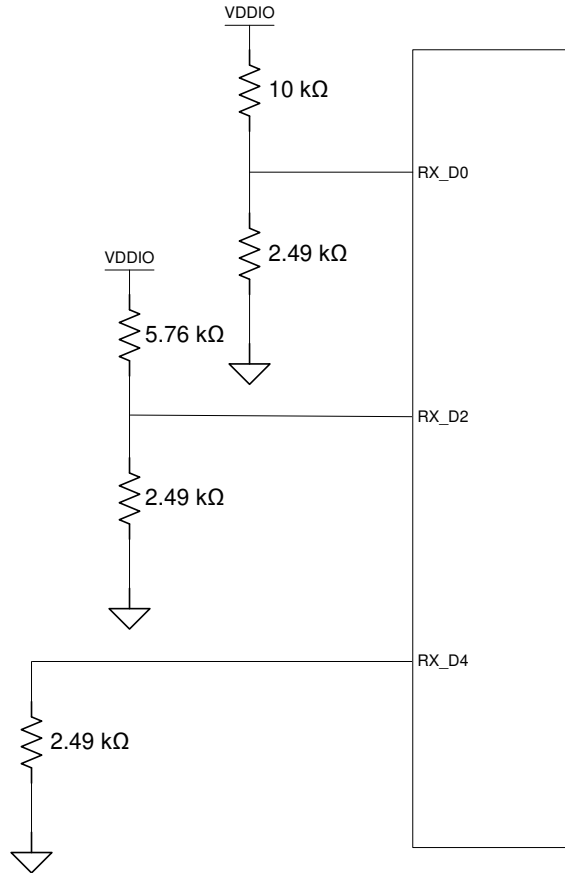 VDDIO
10 kΩ
RX_D0
2.49 kΩ
VDDIO
5.76 kΩ
RX_D2
2.49 kΩ
RX_D4
2.49 kΩ